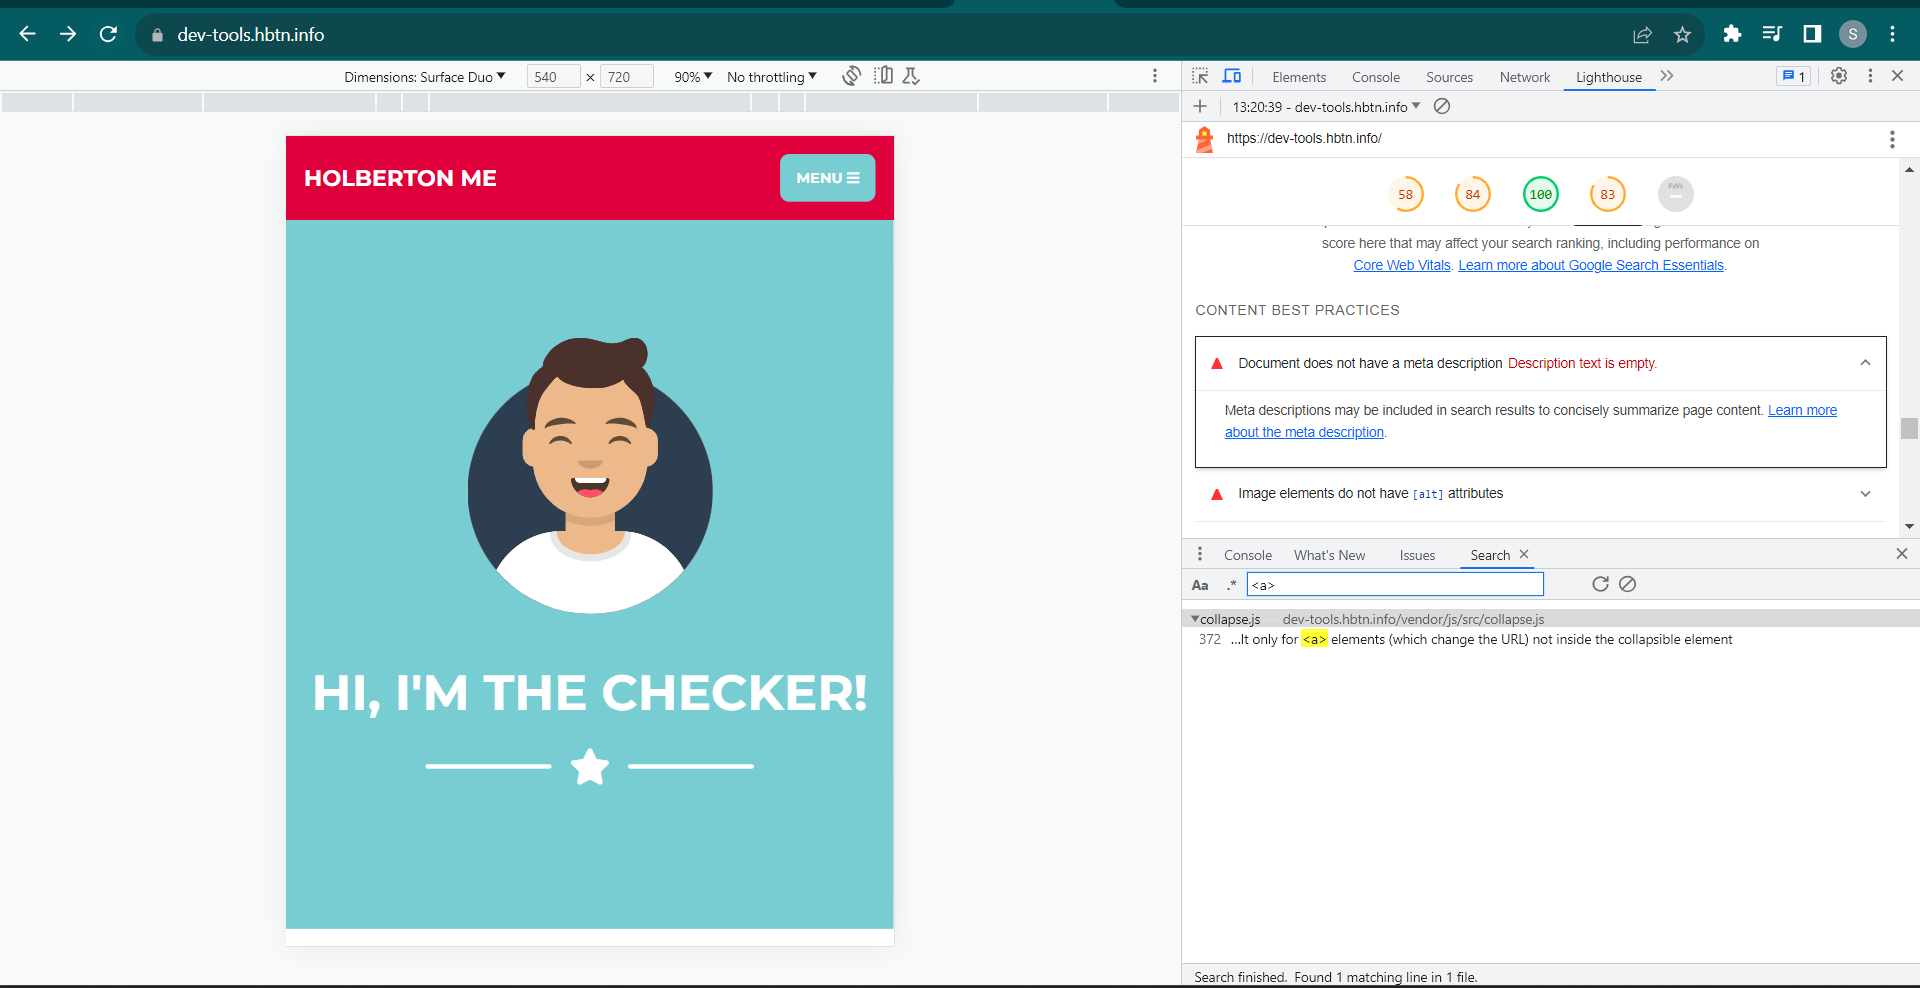 dev-tools.hbtn.info
S
Dimensions: Surface Duo 540 × 720 90% No throttling
HOLBERTON ME
MENU
HI, I'M THE CHECKER!
Elements Console Sources Network Lighthouse 1
13:20:39 - dev-tools.hbtn.info
https://dev-tools.hbtn.info/
58 84 100 83
score here that may affect your search ranking, including performance on
Core Web Vitals. Learn more about Google Search Essentials.
CONTENT BEST PRACTICES
Document does not have a meta description Description text is empty.
Meta descriptions may be included in search results to concisely summarize page content. Learn more
about the meta description.
Image elements do not have [alt] attributes
Console What's New Issues Search
Aa .* <a>
collapse.js dev-tools.hbtn.info/vendor/js/src/collapse.js
372 …lt only for <a> elements (which change the URL) not inside the collapsible element
Search finished. Found 1 matching line in 1 file.